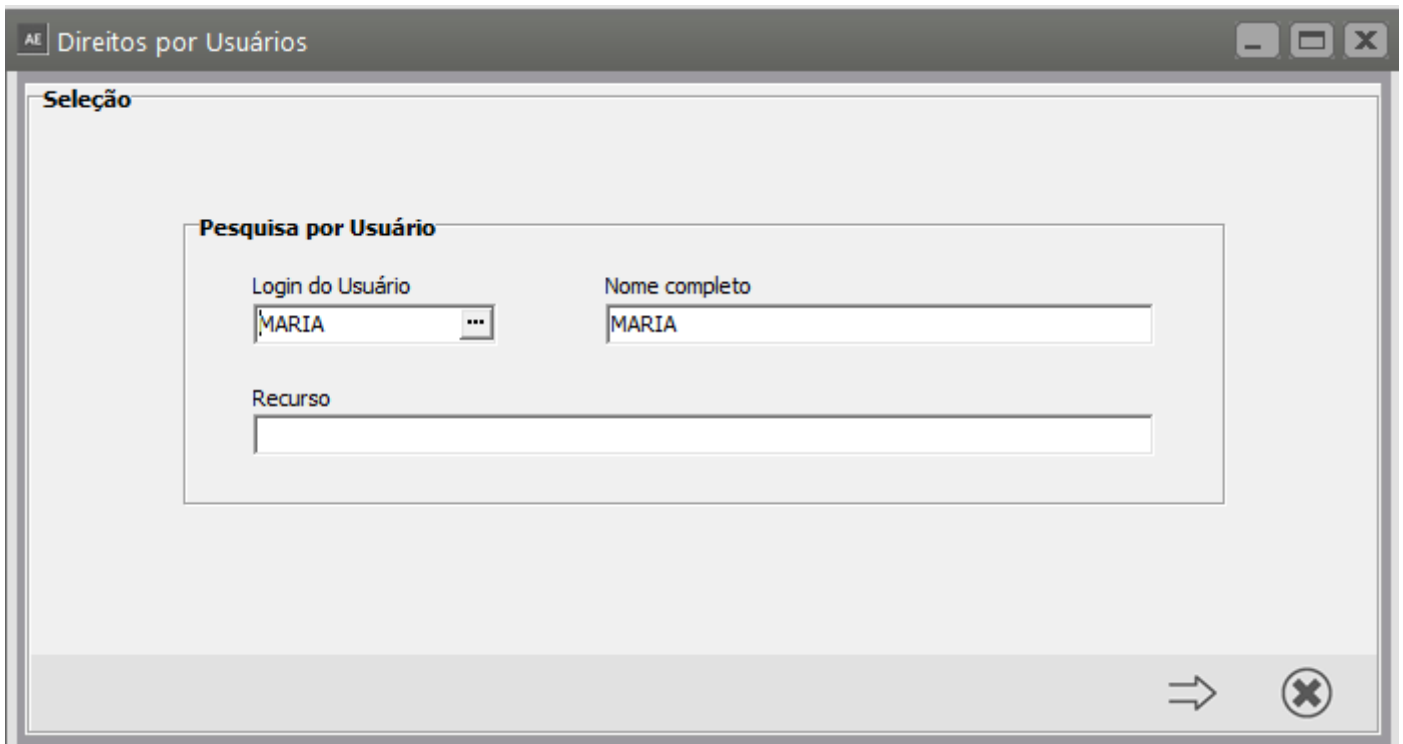 AE Direitos por Usuários
Seleção
Pesquisa por Usuário
Login do Usuário Nome completo
MARIA ... MARIA
Recurso